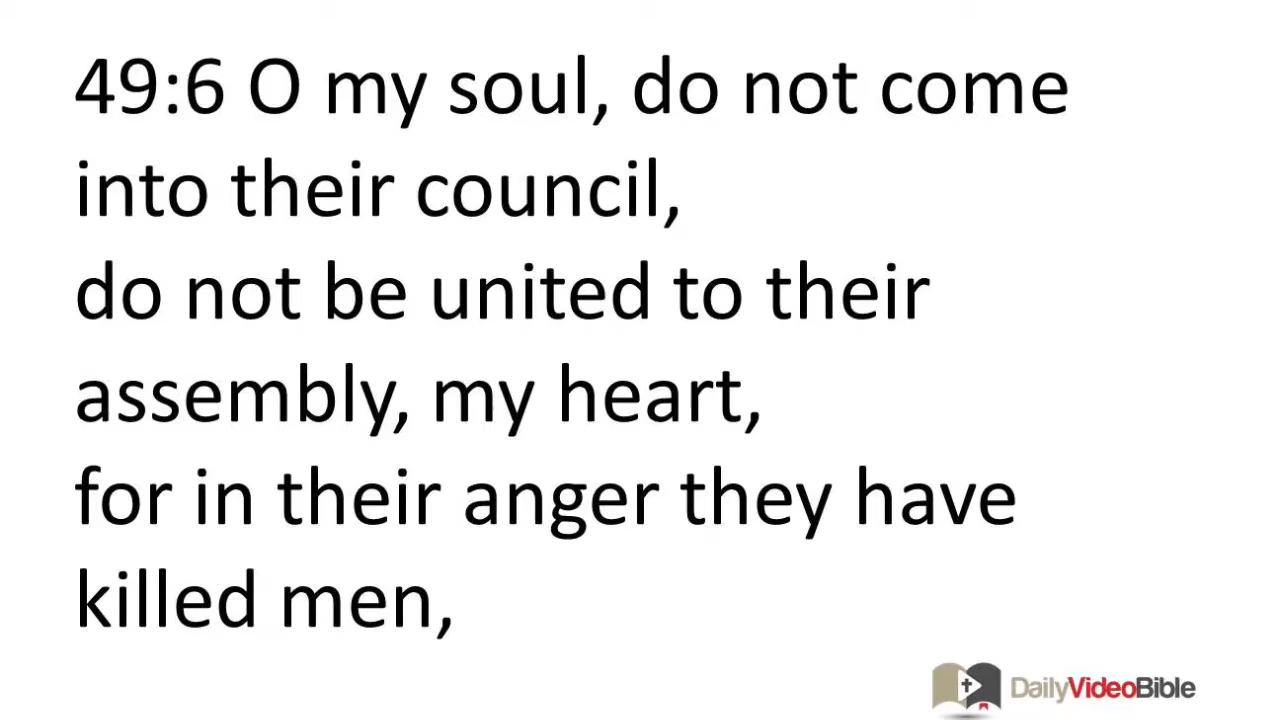 49:6 O my soul, do not come
into their council,
do not be united to their
assembly, my heart,
for in their anger they have
killed men,
DailyVideoBible